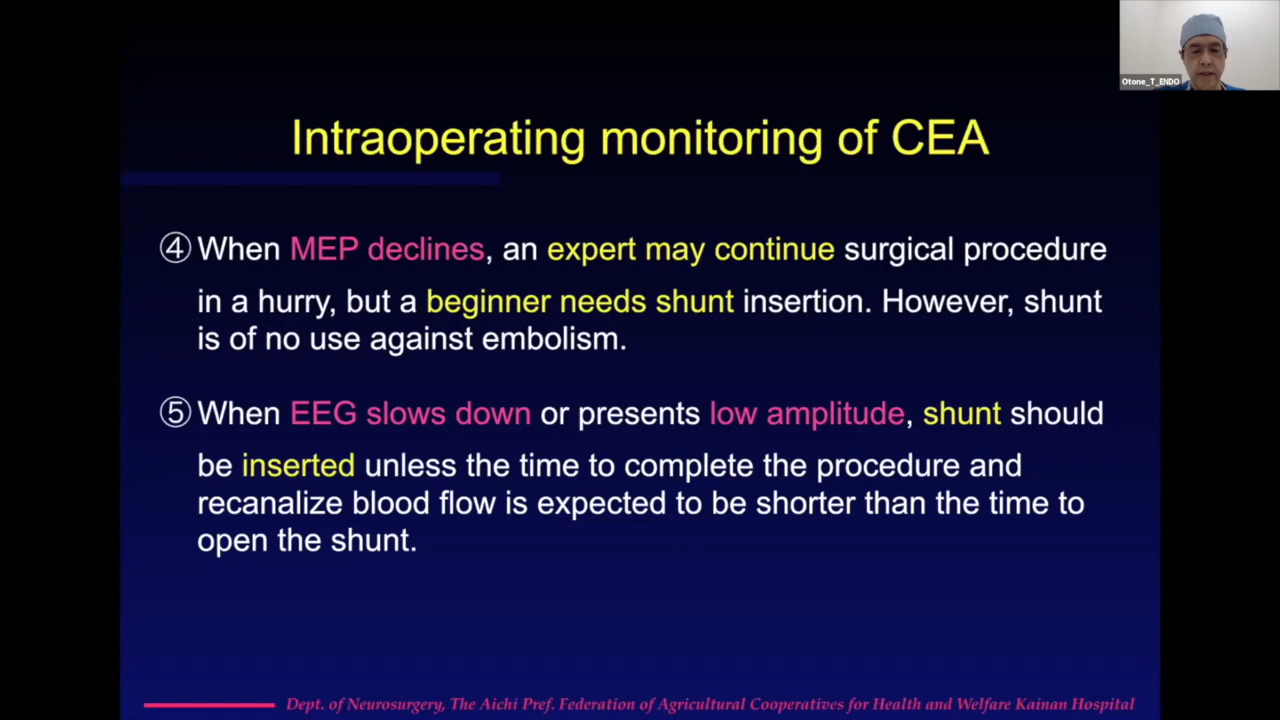 Otone_T_ENDO
Intraoperating monitoring of CEA
④ When MEP declines, an expert may continue surgical procedure
in a hurry, but a beginner needs shunt insertion. However, shunt
is of no use against embolism.
⑤ When EEG slows down or presents low amplitude, shunt should
be inserted unless the time to complete the procedure and
recanalize blood flow is expected to be shorter than the time to
open the shunt.
Dept. of Neurosurgery, The Aichi Pref. Federation of Agricultural Cooperatives for Health and Welfare Kainan Hospital